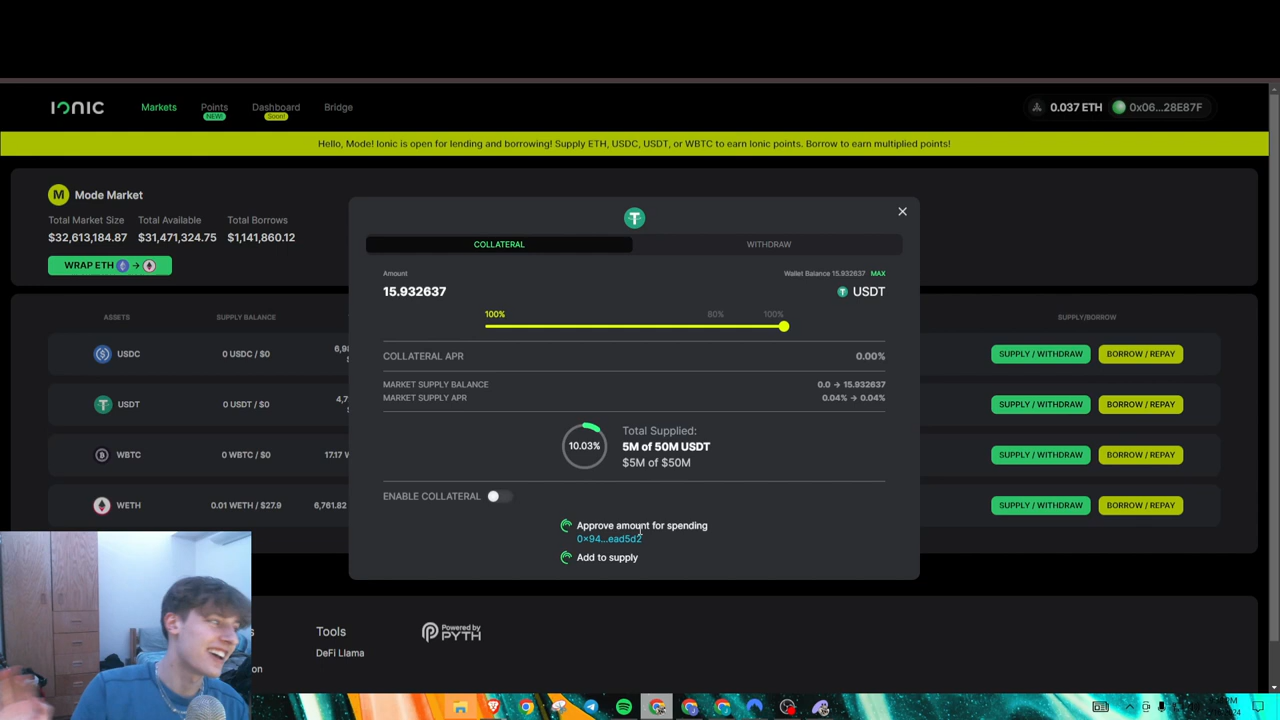 IONIC
Markets
Points
NEW!
Dashboard
Soon!
Bridge
0.037 ETH
0x06...28E87F
Hello, Mode! Ionic is open for lending and borrowing! Supply ETH, USDC, USDT, or WBTC to earn Ionic points. Borrow to earn multiplied points!
M Mode Market
Total Market Size Total Available Total Borrows
$32,613,184.87 $31,471,324.75 $1,141,860.12
WRAP ETH
COLLATERAL WITHDRAW
Amount
Wallet Balance 15.932637 MAX
15.932637
USDT
100% 80% 100%
COLLATERAL APR 0.00%
MARKET SUPPLY BALANCE 0.0 → 15.932637
MARKET SUPPLY APR 0.04% → 0.04%
10.03%
Total Supplied:
5M of 50M USDT
$5M of $50M
ENABLE COLLATERAL
Approve amount for spending
0x94...ead5d2
Add to supply
ASSETS SUPPLY BALANCE SUPPLY/BORROW
USDC 0 USDC / $0 SUPPLY / WITHDRAW BORROW / REPAY
USDT 0 USDT / $0 SUPPLY / WITHDRAW BORROW / REPAY
WBTC 0 WBTC / $0 17.17 SUPPLY / WITHDRAW BORROW / REPAY
WETH 0.01 WETH / $27.9 6,761.82 SUPPLY / WITHDRAW BORROW / REPAY
Tools
DeFi Llama
Powered by
PYTH